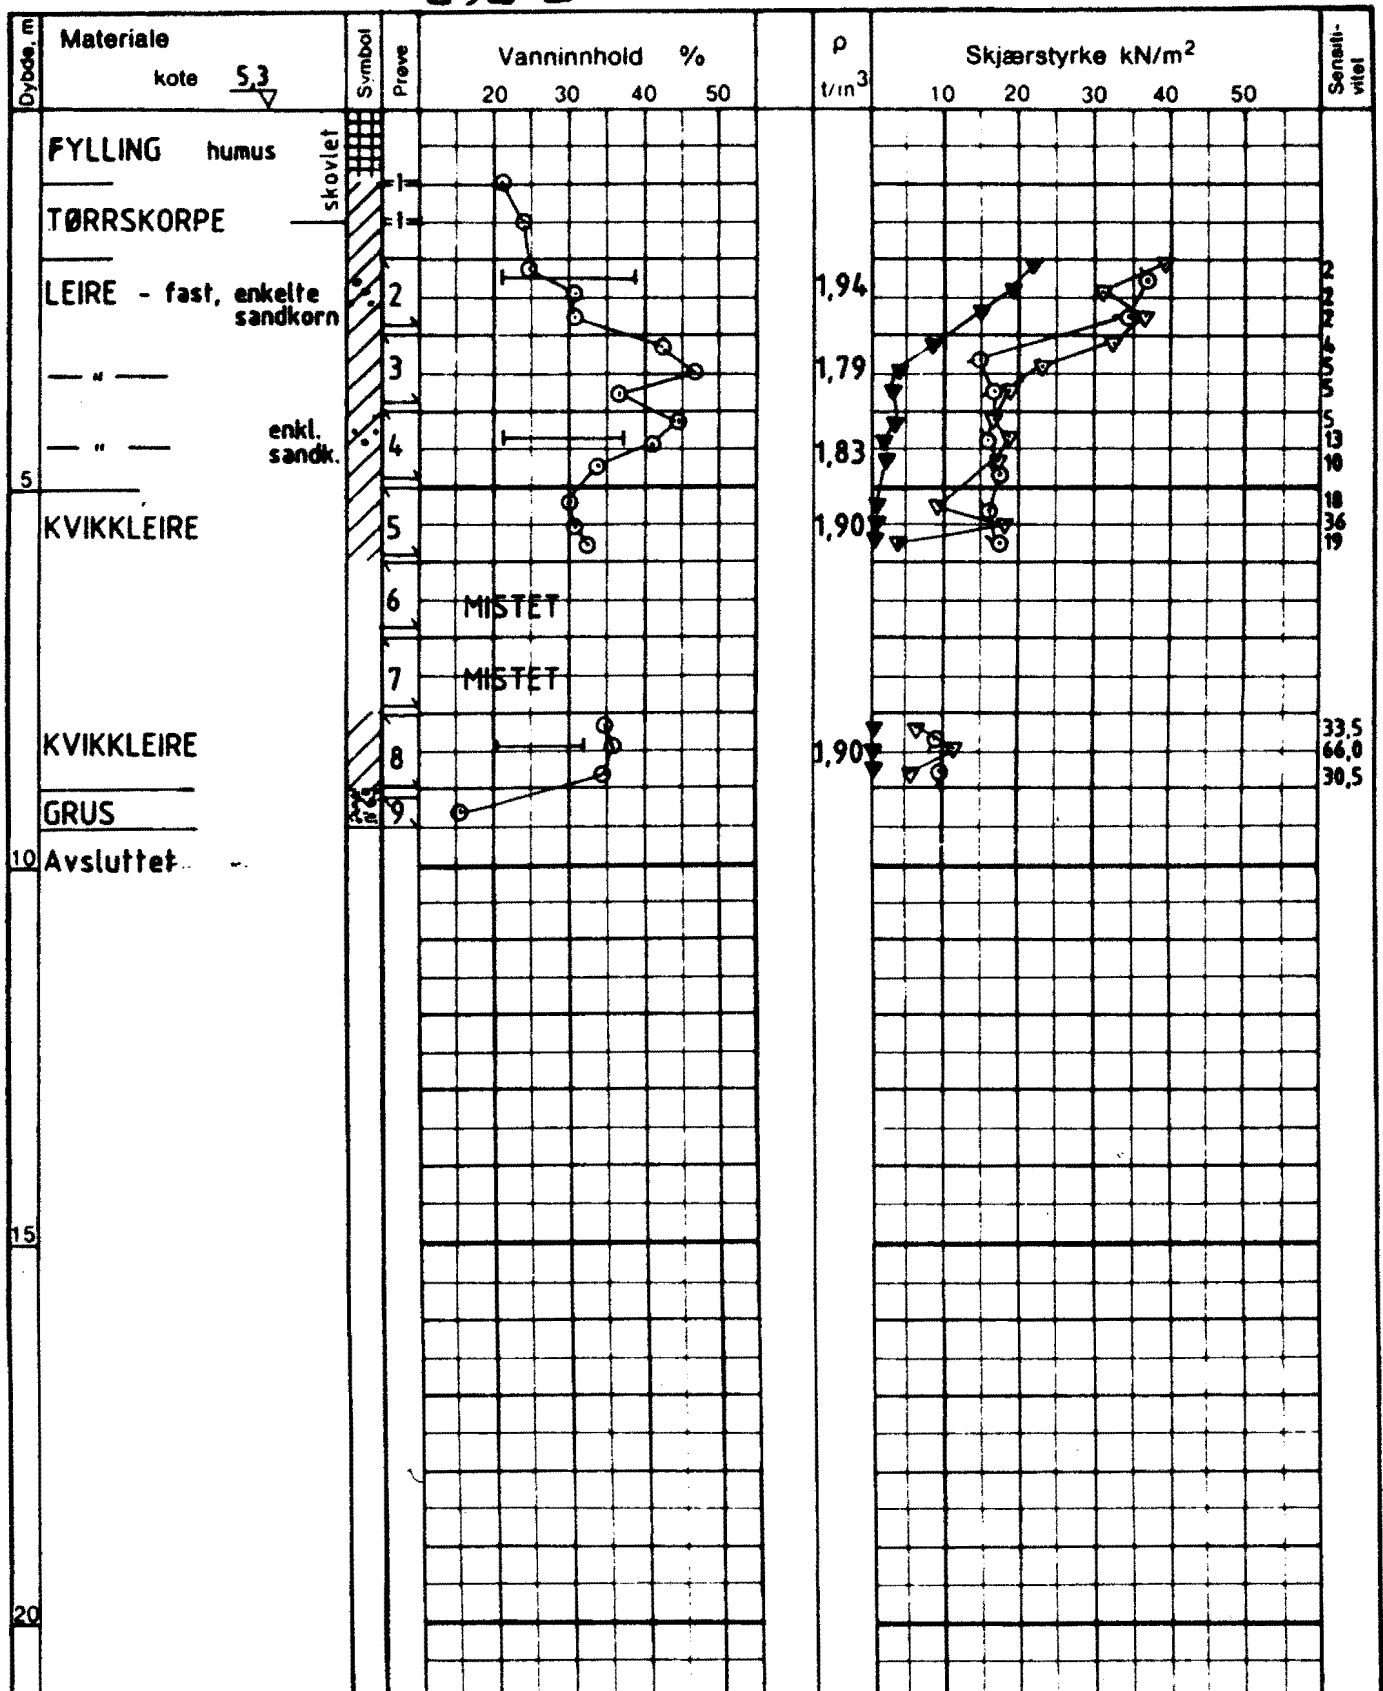 Dybde, m
Materiale
kote 5,3
Symbol
Prøve
Vanninnhold %
20 30 40 50
ρ
t/m³
Skjærstyrke kN/m²
10 20 30 40 50
Sensiti-
vitet
FYLLING humus
skovlet
1
TØRRSKORPE
1
LEIRE - fast, enkelte
sandkorn
2
1,94
2
2
2
— " —
3
1,79
5
5
— " —
enkl.
sandk.
4
1,83
5
13
10
5
KVIKKLEIRE
5
1,90
18
36
19
6
MISTET
7
MISTET
KVIKKLEIRE
8
1,90
33,5
66,0
30,5
GRUS
9
10
Avsluttet
15
20